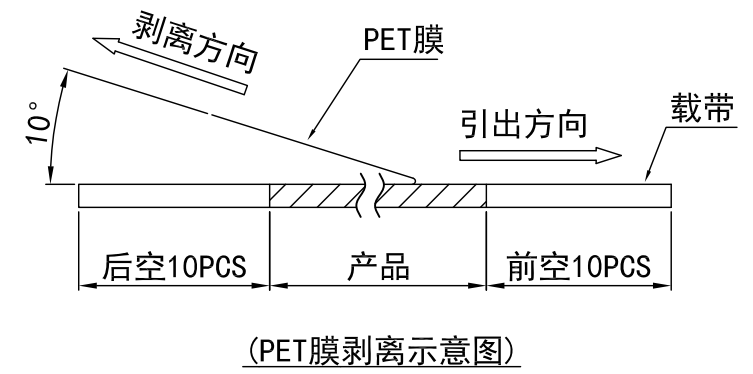 剥离方向
PET膜
10°
引出方向
载带
后空10PCS
产品
前空10PCS
(PET膜剥离示意图)